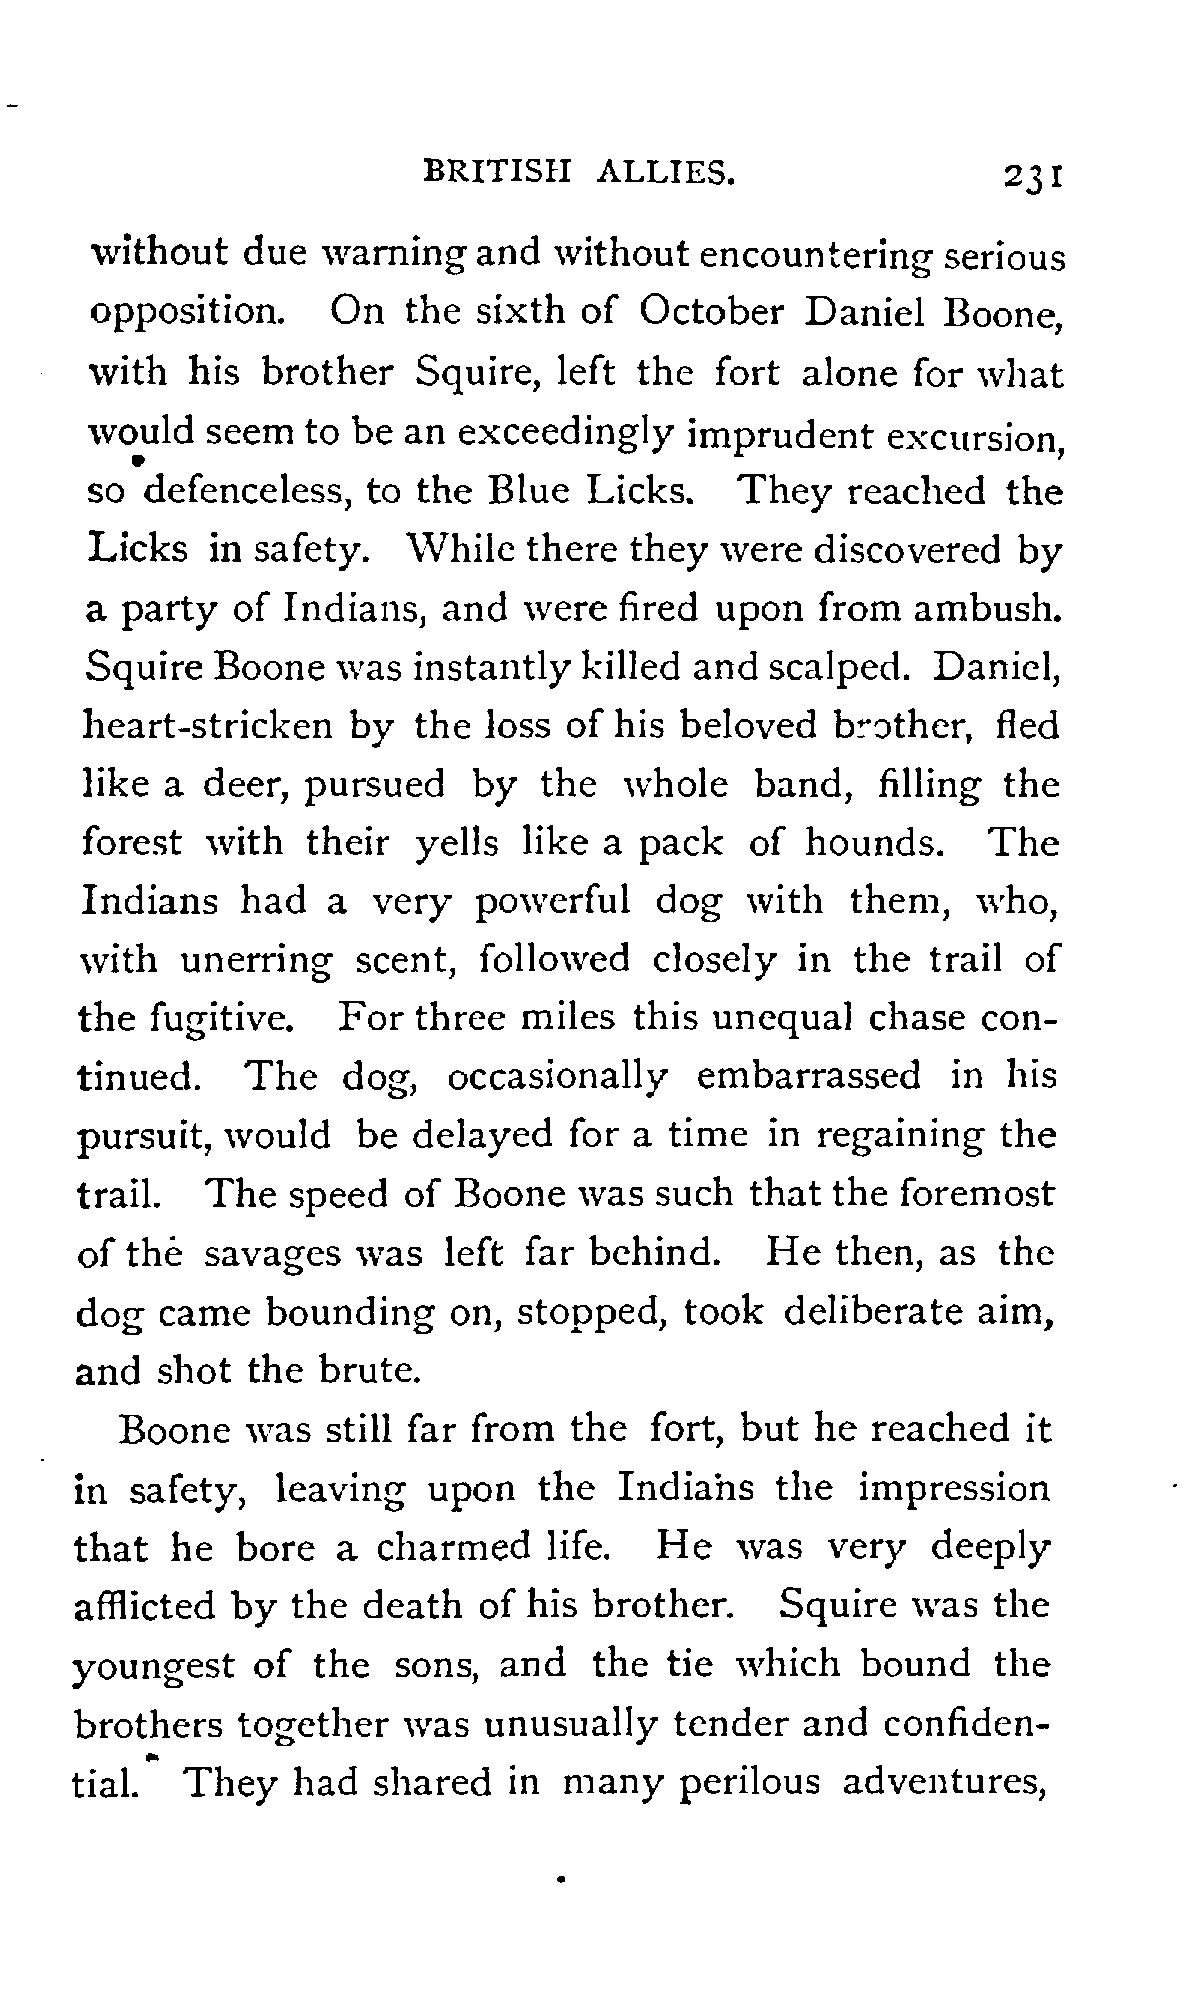 BRITISH ALLIES. 231
without due warning and without encountering serious
opposition. On the sixth of October Daniel Boone,
with his brother Squire, left the fort alone for what
would seem to be an exceedingly imprudent excursion,
so defenceless, to the Blue Licks. They reached the
Licks in safety. While there they were discovered by
a party of Indians, and were fired upon from ambush.
Squire Boone was instantly killed and scalped. Daniel,
heart-stricken by the loss of his beloved brother, fled
like a deer, pursued by the whole band, filling the
forest with their yells like a pack of hounds. The
Indians had a very powerful dog with them, who,
with unerring scent, followed closely in the trail of
the fugitive. For three miles this unequal chase con-
tinued. The dog, occasionally embarrassed in his
pursuit, would be delayed for a time in regaining the
trail. The speed of Boone was such that the foremost
of the savages was left far behind. He then, as the
dog came bounding on, stopped, took deliberate aim,
and shot the brute.
Boone was still far from the fort, but he reached it
in safety, leaving upon the Indians the impression
that he bore a charmed life. He was very deeply
afflicted by the death of his brother. Squire was the
youngest of the sons, and the tie which bound the
brothers together was unusually tender and confiden-
tial. They had shared in many perilous adventures,